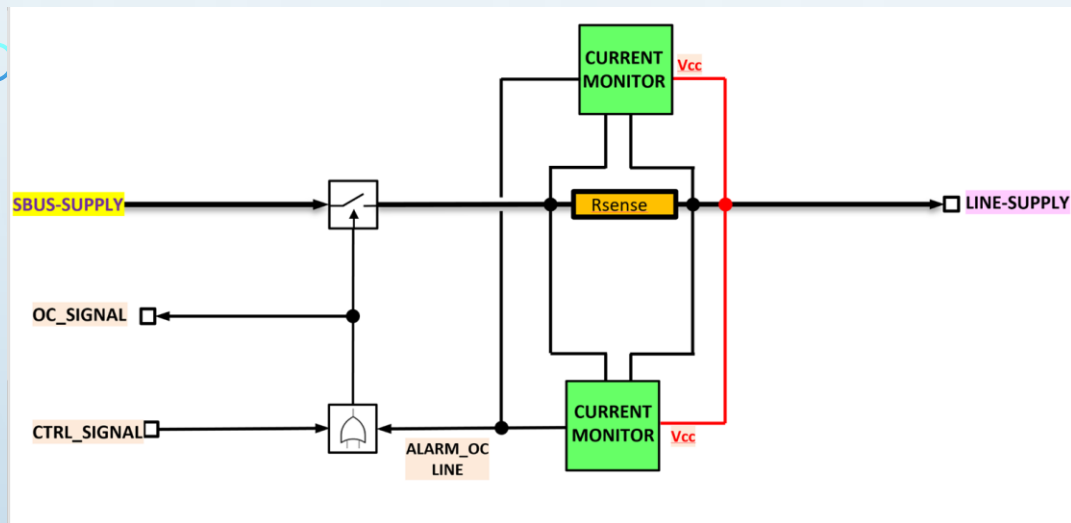 CURRENT
MONITOR
Vcc
SBUS-SUPPLY
Rsense
LINE-SUPPLY
OC_SIGNAL
CTRL_SIGNAL
ALARM_OC
LINE
CURRENT
MONITOR
Vcc